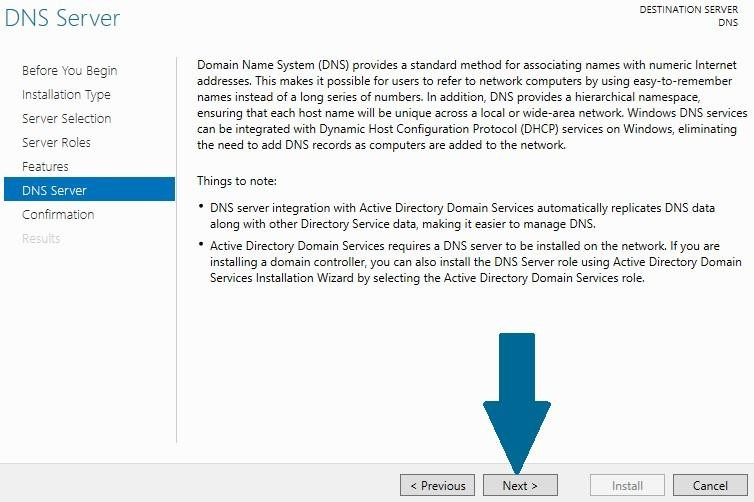 DNS Server
DESTINATION SERVER
DNS
Before You Begin
Installation Type
Server Selection
Server Roles
Features
DNS Server
Confirmation
Results
Domain Name System (DNS) provides a standard method for associating names with numeric Internet
addresses. This makes it possible for users to refer to network computers by using easy-to-remember
names instead of a long series of numbers. In addition, DNS provides a hierarchical namespace,
ensuring that each host name will be unique across a local or wide-area network. Windows DNS services
can be integrated with Dynamic Host Configuration Protocol (DHCP) services on Windows, eliminating
the need to add DNS records as computers are added to the network.
Things to note:
• DNS server integration with Active Directory Domain Services automatically replicates DNS data
along with other Directory Service data, making it easier to manage DNS.
• Active Directory Domain Services requires a DNS server to be installed on the network. If you are
installing a domain controller, you can also install the DNS Server role using Active Directory Domain
Services Installation Wizard by selecting the Active Directory Domain Services role.
< Previous
Next >
Install
Cancel